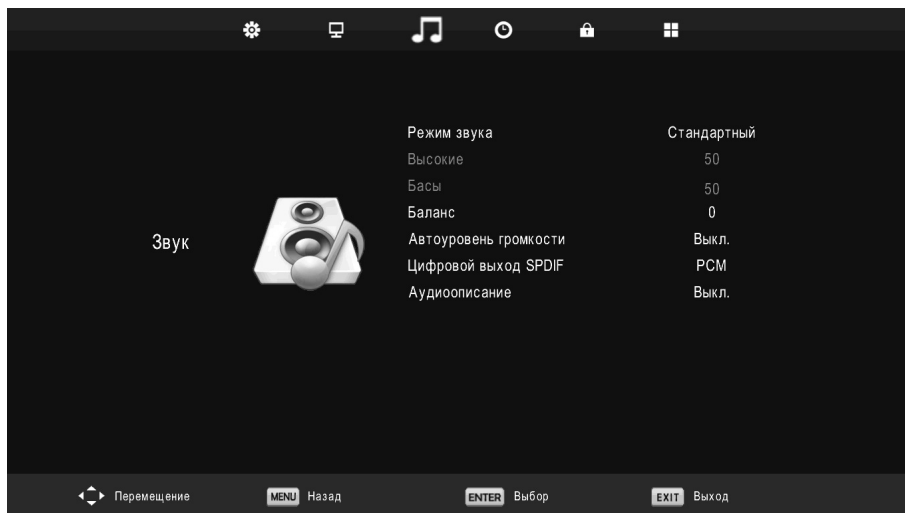 Режим звука Стандартный
Высокие 50
Басы 50
Баланс 0
Звук
Автоуровень громкости Выкл.
Цифровой выход SPDIF PCM
Аудиоописание Выкл.
Перемещение MENU Назад ENTER Выбор EXIT Выход